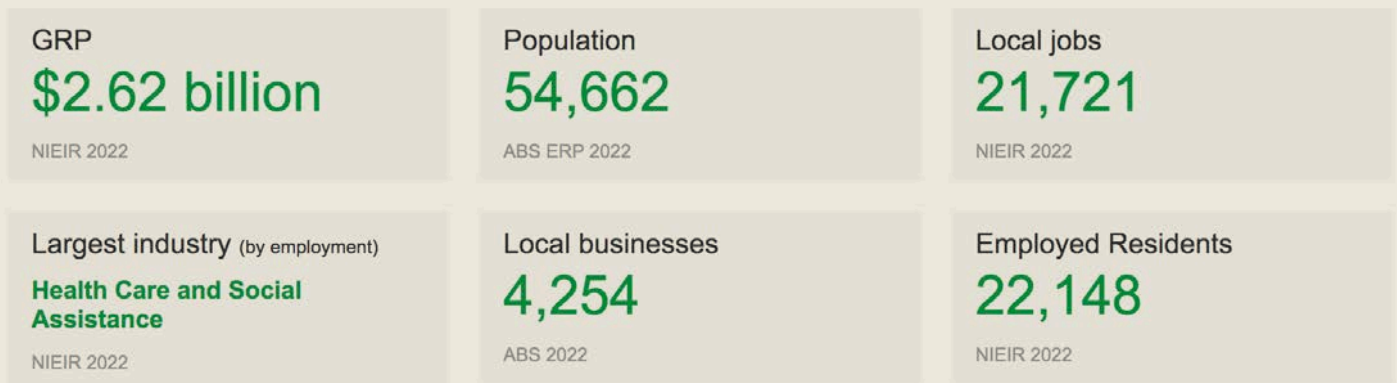 GRP
$2.62 billion
NIEIR 2022
Population
54,662
ABS ERP 2022
Local jobs
21,721
NIEIR 2022
Largest industry (by employment)
Health Care and Social
Assistance
NIEIR 2022
Local businesses
4,254
ABS 2022
Employed Residents
22,148
NIEIR 2022